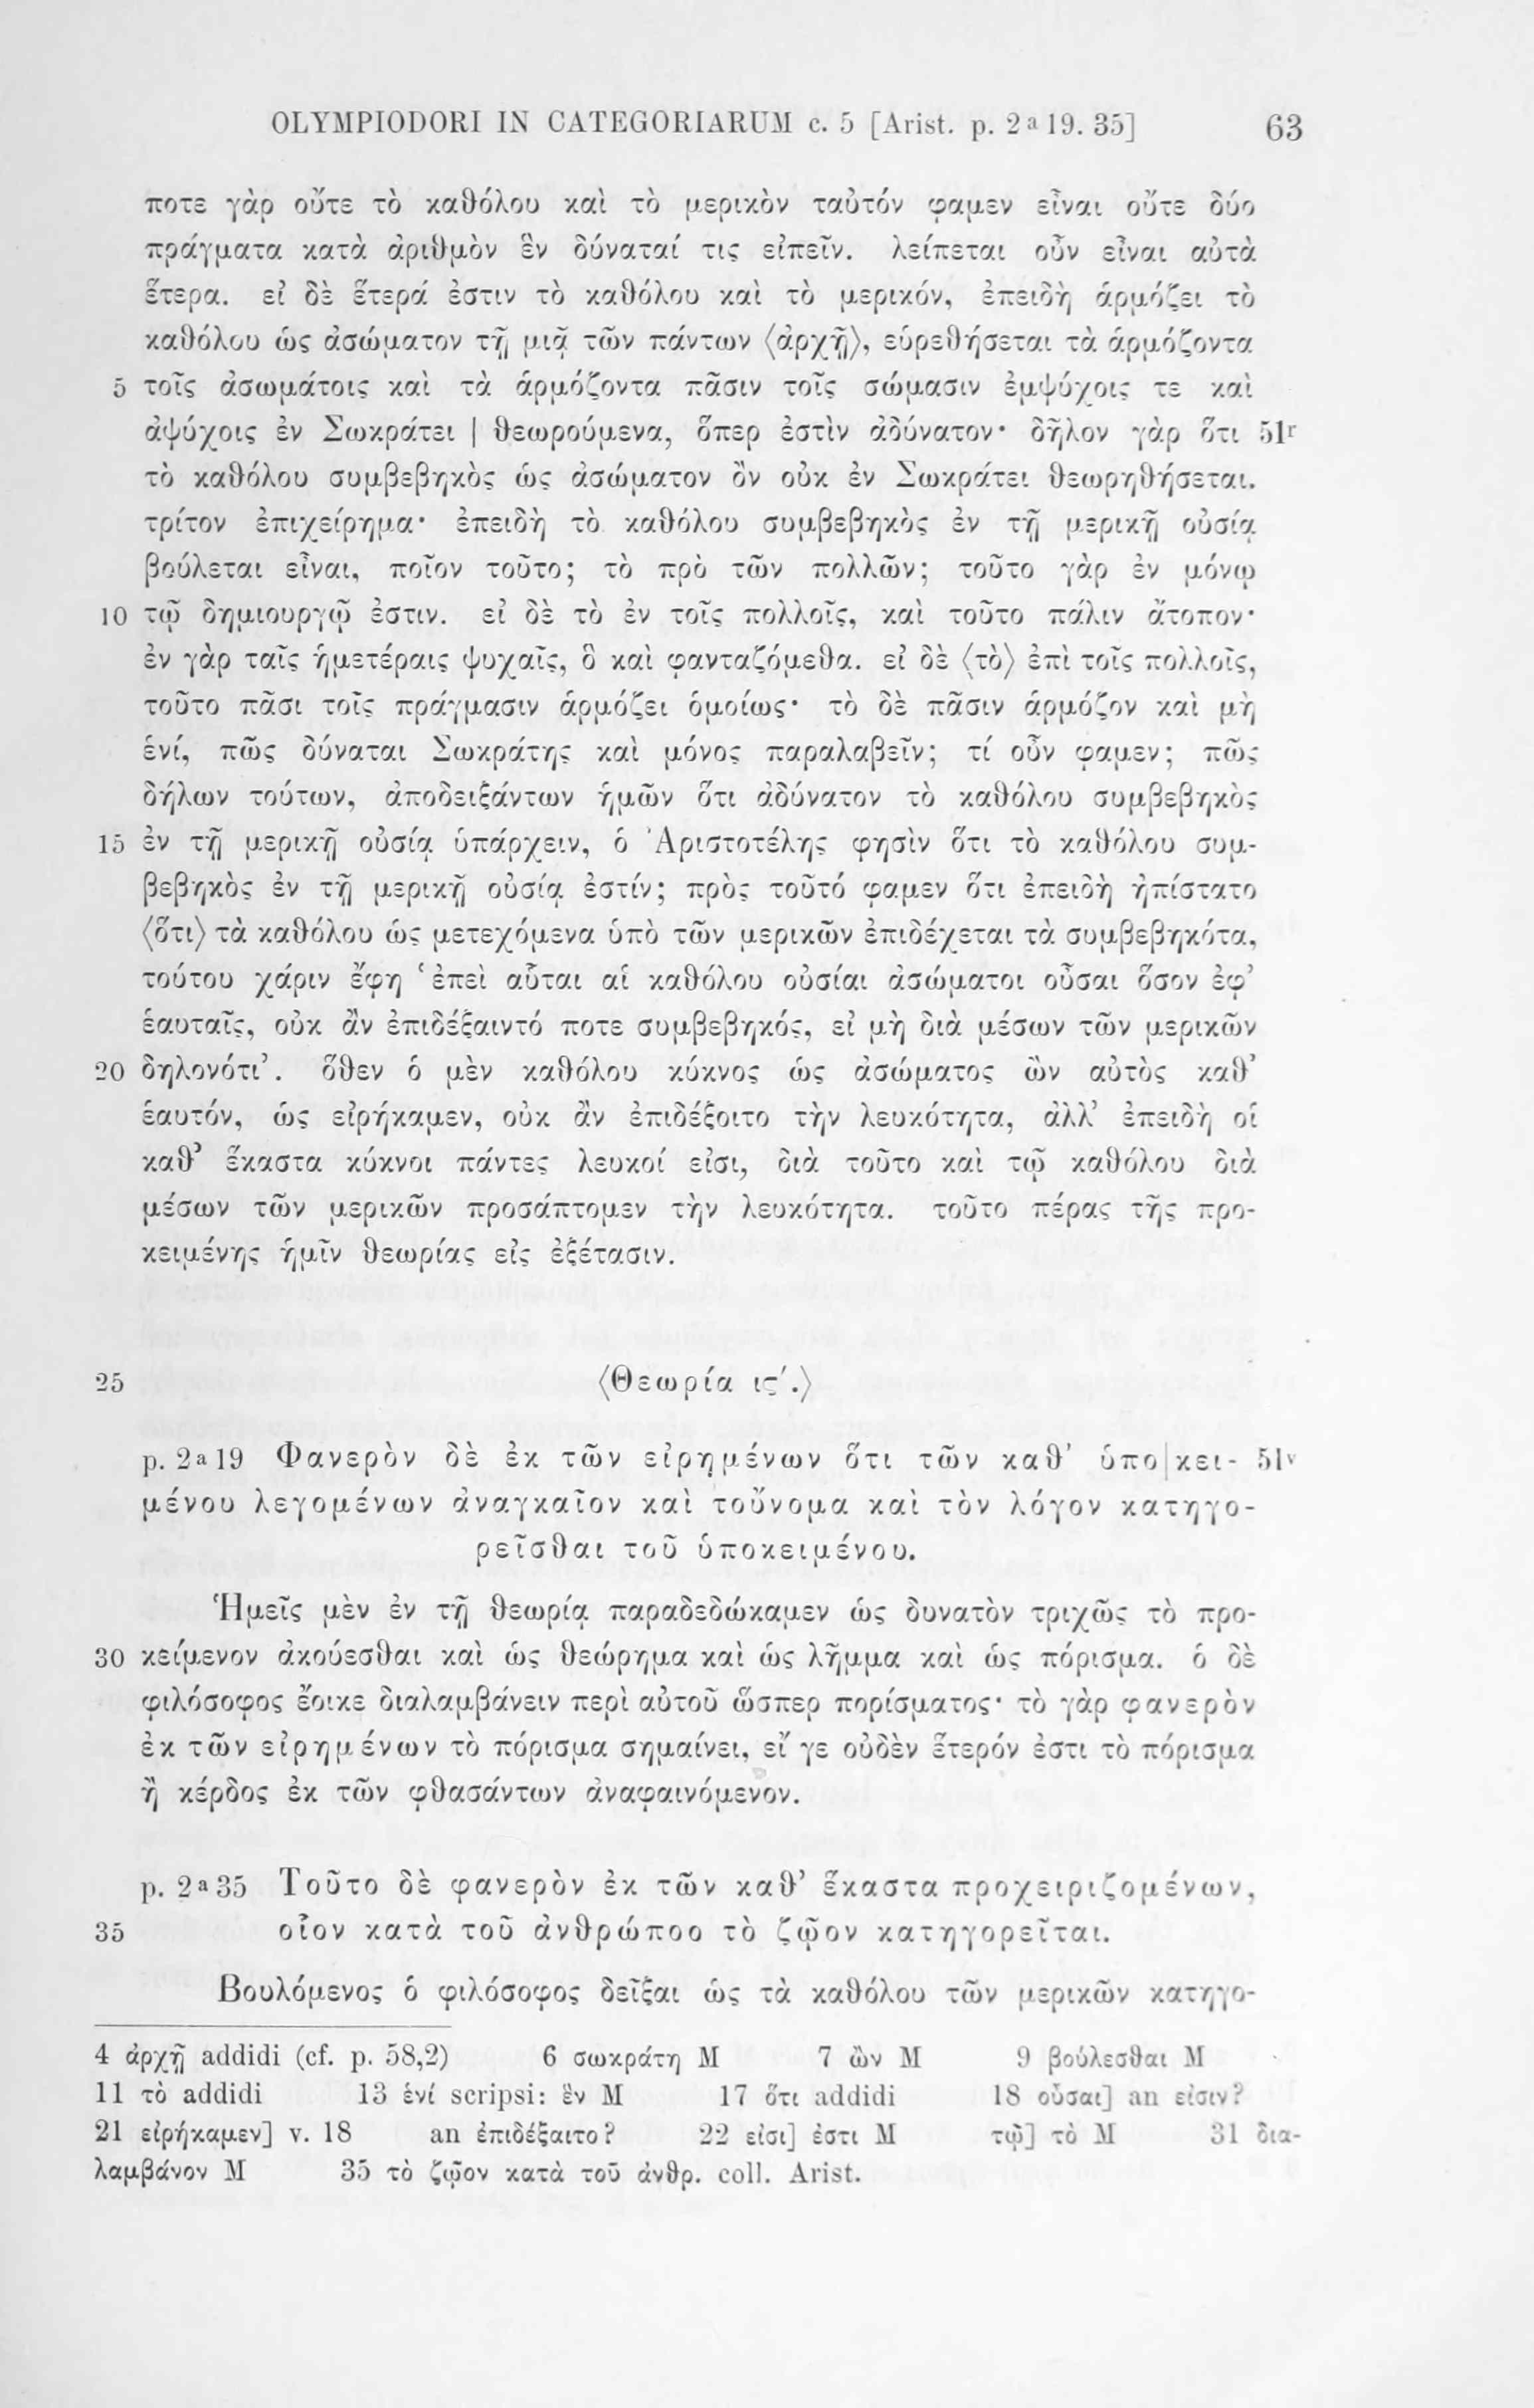 OLYMPIODORI IN CATEGORIARUM c. 5 [Arist. p. 2 a 19. 35] 63
ποτε γὰρ οὔτε τὸ καθόλου καὶ τὸ μερικὸν ταὐτόν φαμεν εἶναι οὔτε δύο
πράγματα κατὰ ἀριθμὸν ἓν δύναταί τις εἰπεῖν. λείπεται οὖν εἶναι αὐτὰ
ἕτερα. εἰ δὲ ἕτερά ἐστιν τὸ καθόλου καὶ τὸ μερικόν, ἐπειδὴ ἁρμόζει τὸ
καθόλου ὡς ἀσώματον τῇ μιᾷ τῶν πάντων ⟨ἀρχῇ⟩, εὑρεθήσεται τὰ ἁρμόζοντα
5 τοῖς ἀσωμάτοις καὶ τὰ ἁρμόζοντα πᾶσιν τοῖς σώμασιν ἐμψύχοις τε καὶ
ἀψύχοις ἐν Σωκράτει | θεωρούμενα, ὅπερ ἐστὶν ἀδύνατον· δῆλον γὰρ ὅτι 51r
τὸ καθόλου συμβεβηκὸς ὡς ἀσώματον ὂν οὐκ ἐν Σωκράτει θεωρηθήσεται.
τρίτον ἐπιχείρημα· ἐπειδὴ τὸ καθόλου συμβεβηκὸς ἐν τῇ μερικῇ οὐσίᾳ
βούλεται εἶναι, ποῖον τοῦτο; τὸ πρὸ τῶν πολλῶν; τοῦτο γὰρ ἐν μόνῳ
10 τῷ δημιουργῷ ἐστιν. εἰ δὲ τὸ ἐν τοῖς πολλοῖς, καὶ τοῦτο πάλιν ἄτοπον·
ἐν γὰρ ταῖς ἡμετέραις ψυχαῖς, ὃ καὶ φανταζόμεθα. εἰ δὲ ⟨τὸ⟩ ἐπὶ τοῖς πολλοῖς,
τοῦτο πᾶσι τοῖς πράγμασιν ἁρμόζει ὁμοίως· τὸ δὲ πᾶσιν ἁρμόζον καὶ μὴ
ἑνί, πῶς δύναται Σωκράτης καὶ μόνος παραλαβεῖν; τί οὖν φαμεν; πῶς
δήλων τούτων, ἀποδειξάντων ἡμῶν ὅτι ἀδύνατον τὸ καθόλου συμβεβηκὸς
15 ἐν τῇ μερικῇ οὐσίᾳ ὑπάρχειν, ὁ Ἀριστοτέλης φησὶν ὅτι τὸ καθόλου συμ-
βεβηκὸς ἐν τῇ μερικῇ οὐσίᾳ ἐστίν; πρὸς τοῦτό φαμεν ὅτι ἐπειδὴ ἠπίστατο
⟨ὅτι⟩ τὰ καθόλου ὡς μετεχόμενα ὑπὸ τῶν μερικῶν ἐπιδέχεται τὰ συμβεβηκότα,
τούτου χάριν ἔφη ‘ἐπεὶ αὗται αἱ καθόλου οὐσίαι ἀσώματοι οὖσαι ὅσον ἐφ’
ἑαυταῖς, οὐκ ἂν ἐπιδέξαιντό ποτε συμβεβηκός, εἰ μὴ διὰ μέσων τῶν μερικῶν
20 δηλονότι’. ὅθεν ὁ μὲν καθόλου κύκνος ὡς ἀσώματος ὢν αὐτὸς καθ’
ἑαυτόν, ὡς εἰρήκαμεν, οὐκ ἂν ἐπιδέξοιτο τὴν λευκότητα, ἀλλ’ ἐπειδὴ οἱ
καθ’ ἕκαστα κύκνοι πάντες λευκοί εἰσι, διὰ τοῦτο καὶ τῷ καθόλου διὰ
μέσων τῶν μερικῶν προσάπτομεν τὴν λευκότητα. τοῦτο πέρας τῆς προ-
κειμένης ἡμῖν θεωρίας εἰς ἐξέτασιν.
25 ⟨Θεωρία ις´.⟩
p. 2 a 19 Φανερὸν δὲ ἐκ τῶν εἰρημένων ὅτι τῶν καθ’ ὑπο|κει- 51v
μένου λεγομένων ἀναγκαῖον καὶ τοὔνομα καὶ τὸν λόγον κατηγο-
ρεῖσθαι τοῦ ὑποκειμένου.
Ἡμεῖς μὲν ἐν τῇ θεωρίᾳ παραδεδώκαμεν ὡς δυνατὸν τριχῶς τὸ προ-
30 κείμενον ἀκούεσθαι καὶ ὡς θεώρημα καὶ ὡς λῆμμα καὶ ὡς πόρισμα. ὁ δὲ
φιλόσοφος ἔοικε διαλαμβάνειν περὶ αὐτοῦ ὥσπερ πορίσματος· τὸ γὰρ φανερὸν
ἐκ τῶν εἰρημένων τὸ πόρισμα σημαίνει, εἴ γε οὐδὲν ἕτερόν ἐστι τὸ πόρισμα
ἢ κέρδος ἐκ τῶν φθασάντων ἀναφαινόμενον.
p. 2 a 35 Τοῦτο δὲ φανερὸν ἐκ τῶν καθ’ ἕκαστα προχειριζομένων,
35 οἷον κατὰ τοῦ ἀνθρώποο τὸ ζῷον κατηγορεῖται.
Βουλόμενος ὁ φιλόσοφος δεῖξαι ὡς τὰ καθόλου τῶν μερικῶν κατηγο-
4 ἀρχῇ addidi (cf. p. 58,2) 6 σωκράτη M 7 ὢν M 9 βούλεσθαι M
11 τὸ addidi 13 ἑνί scripsi: ἓν M 17 ὅτι addidi 18 οὖσαι] an εἰσιν?
21 εἰρήκαμεν] v. 18 an ἐπιδέξαιτο? 22 εἰσι] ἐστι M τῷ] τὸ M 31 δια-
λαμβάνον M 35 τὸ ζῷον κατὰ τοῦ ἀνθρ. coll. Arist.